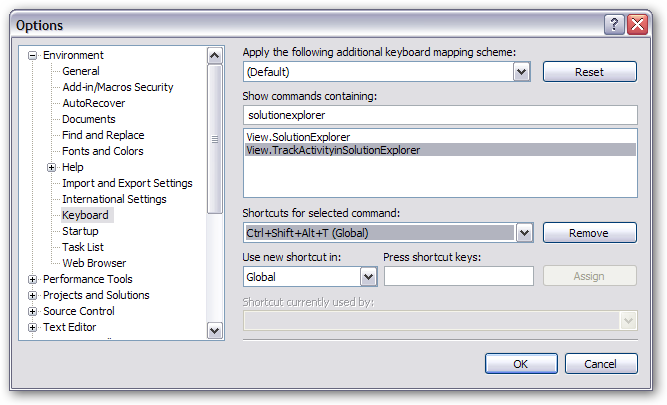 Options
Environment
General
Add-in/Macros Security
AutoRecover
Documents
Find and Replace
Fonts and Colors
Help
Import and Export Settings
International Settings
Keyboard
Startup
Task List
Web Browser
Performance Tools
Projects and Solutions
Source Control
Text Editor
Apply the following additional keyboard mapping scheme:
(Default)
Reset
Show commands containing:
solutionexplorer
View.SolutionExplorer
View.TrackActivityinSolutionExplorer
Shortcuts for selected command:
Ctrl+Shift+Alt+T (Global)
Remove
Use new shortcut in:
Press shortcut keys:
Global
Assign
Shortcut currently used by:
OK
Cancel